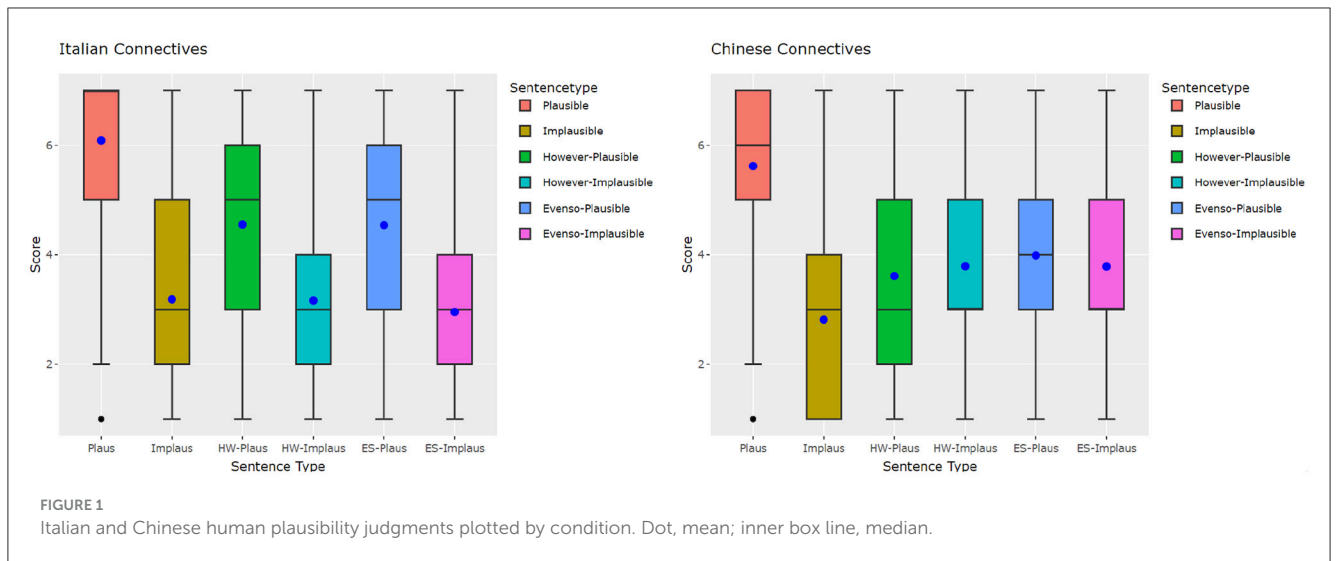 Italian Connectives
Score
6
4
2
Plaus Implaus HW-Plaus HW-Implaus ES-Plaus ES-Implaus
Sentence Type
Sentencetype
Plausible
Implausible
However-Plausible
However-Implausible
Evenso-Plausible
Evenso-Implausible
Chinese Connectives
Score
6
4
2
Plaus Implaus HW-Plaus HW-Implaus ES-Plaus ES-Implaus
Sentence Type
Sentencetype
Plausible
Implausible
However-Plausible
However-Implausible
Evenso-Plausible
Evenso-Implausible
FIGURE 1
Italian and Chinese human plausibility judgments plotted by condition. Dot, mean; inner box line, median.